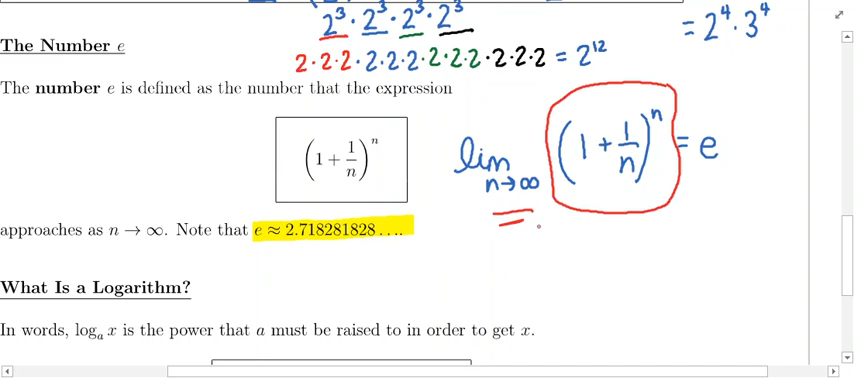 2³ · 2³ · 2³ · 2³
= 2⁴ · 3⁴
The Number e
2·2·2·2·2·2·2·2·2·2·2·2 = 2¹²
The number e is defined as the number that the expression
(1 + 1/n)ⁿ
lim n→∞ (1 + 1/n)ⁿ = e
approaches as n → ∞. Note that e ≈ 2.718281828....
What Is a Logarithm?
In words, logₐ x is the power that a must be raised to in order to get x.